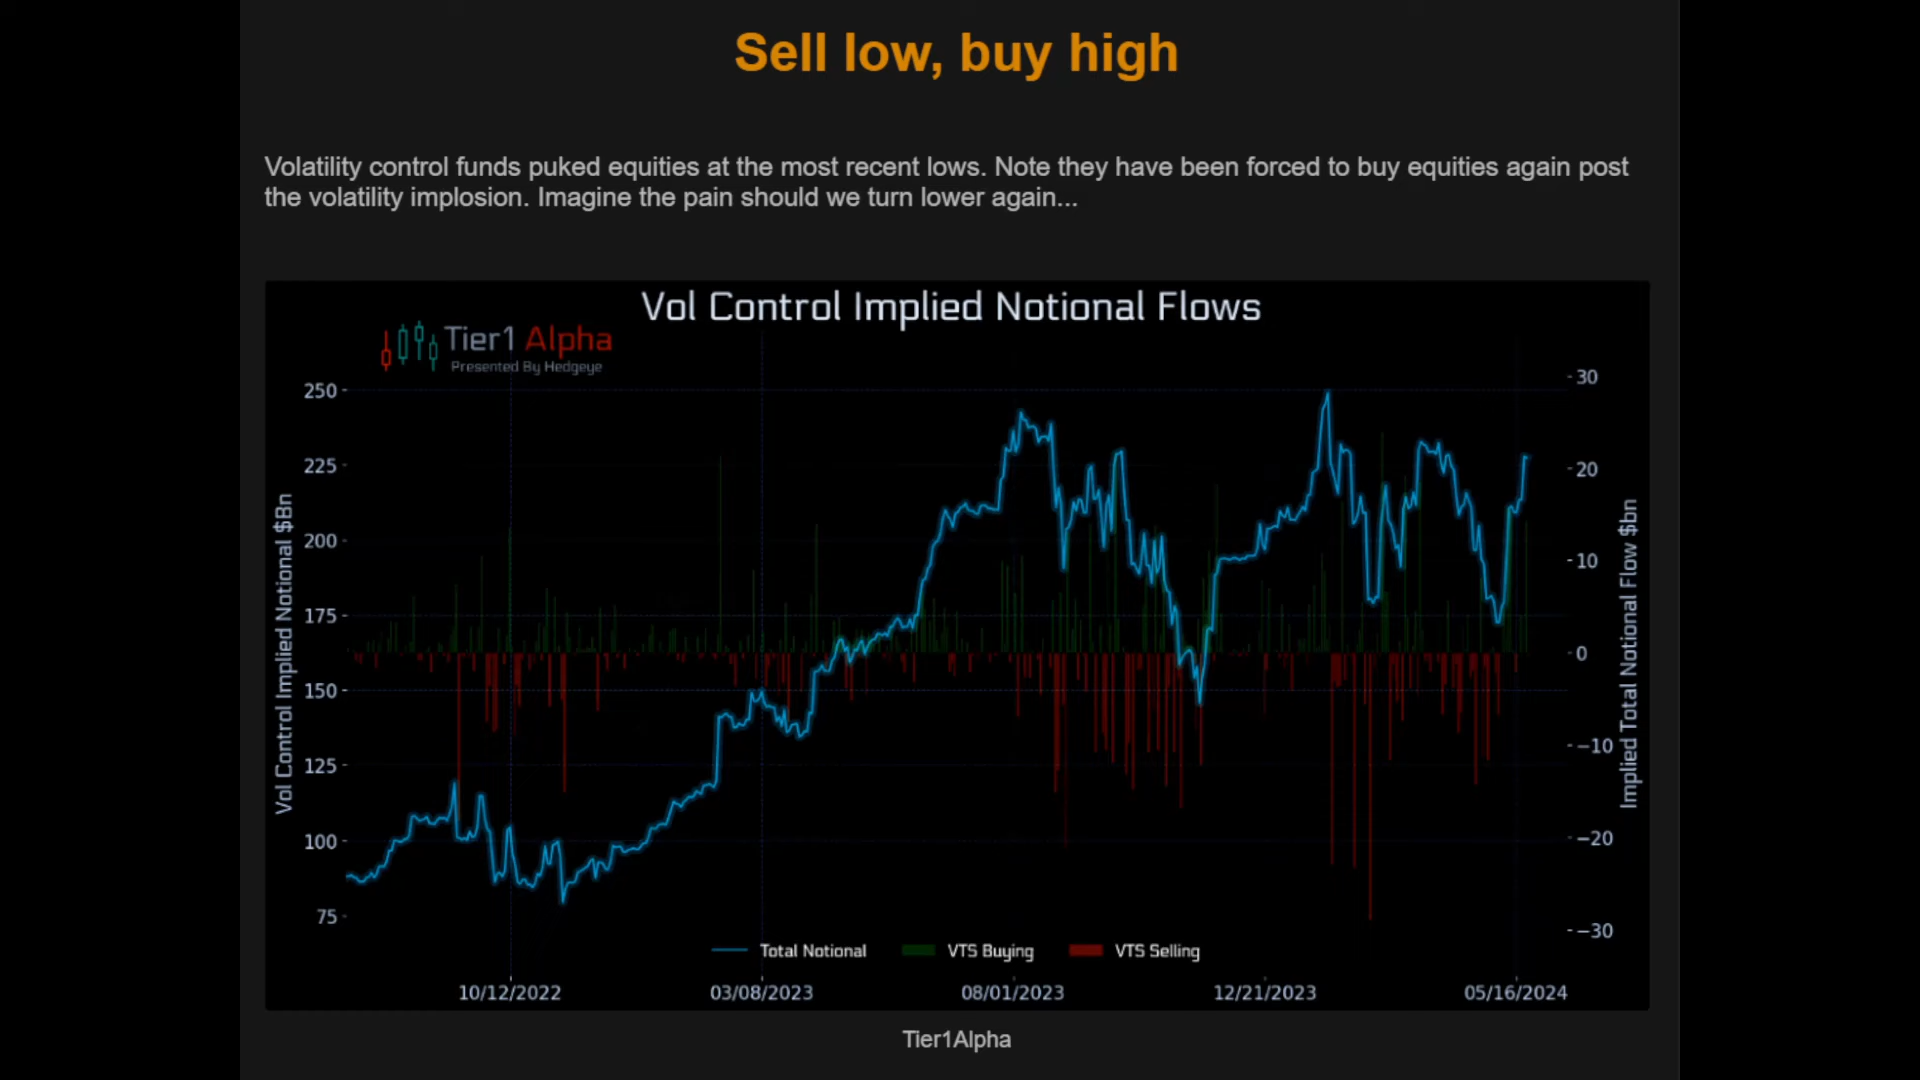 Sell low, buy high
Volatility control funds puked equities at the most recent lows. Note they have been forced to buy equities again post
the volatility implosion. Imagine the pain should we turn lower again...
Vol Control Implied Notional Flows
Tier1 Alpha
Presented By Hedgeye
Vol Control Implied Notional $Bn
250
225
200
175
150
125
100
75
30
20
10
0
−10
−20
−30
Implied Total Notional Flow $bn
Total Notional VTS Buying VTS Selling
10/12/2022 03/08/2023 08/01/2023 12/21/2023 05/16/2024
Tier1Alpha